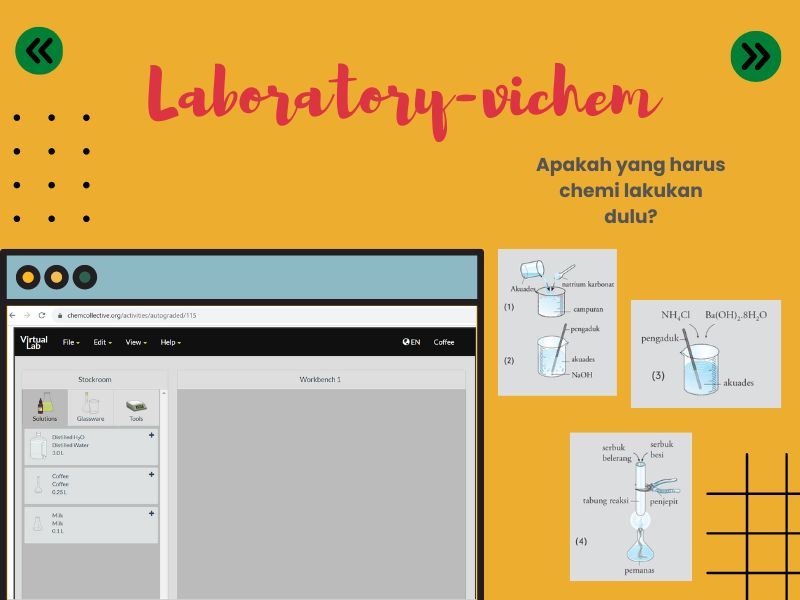 Laboratory-vichem
Apakah yang harus
chemi lakukan
dulu?
chemcollective.org/activities/autograded/115
Virtual
Lab
File
Edit
View
Help
EN
Coffee
Stockroom
Workbench 1
Solutions
Glassware
Tools
Distilled H₂O
Distilled Water
3.0 L
Coffee
Coffee
0.25 L
Milk
Milk
0.1 L
Akuades
natrium karbonat
(1)
campuran
pengaduk
(2)
akuades
NaOH
NH₄Cl
Ba(OH)₂.8H₂O
pengaduk
(3)
akuades
serbuk
belerang
serbuk
besi
tabung reaksi
penjepit
(4)
pemanas